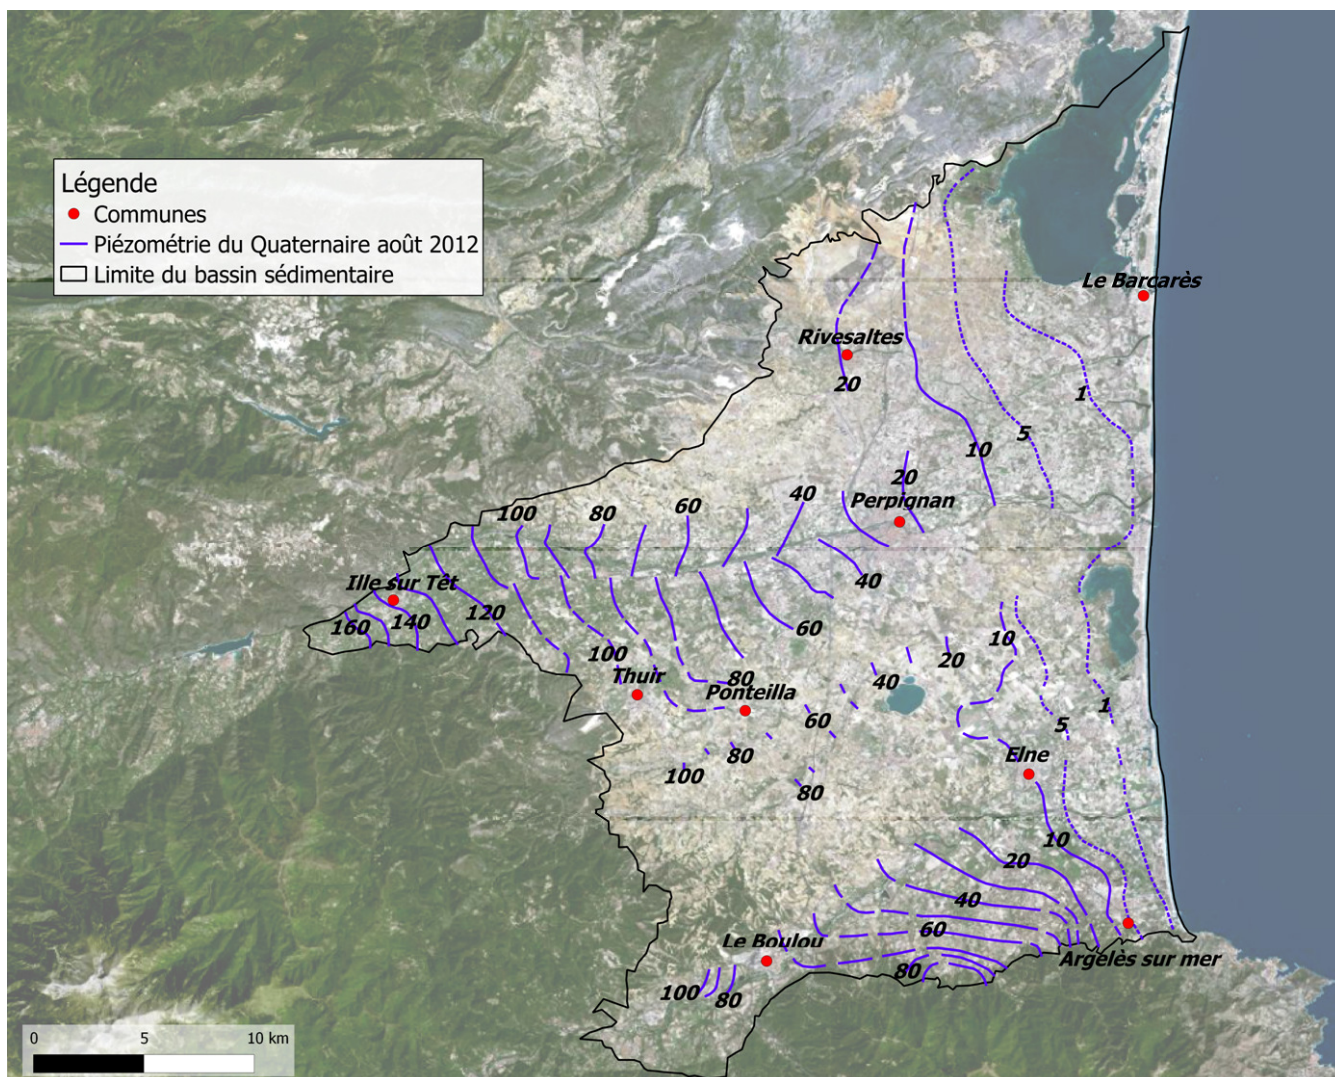 Légende
Communes
Piézométrie du Quaternaire août 2012
Limite du bassin sédimentaire
Le Barcarès
Rivesaltes
20
1
5
10
20
40
60
80
100
Perpignan
40
Ille sur Têt
160
140
120
60
10
20
100
Thuir
80
40
Ponteilla
1
60
5
80
Elne
100
80
10
20
40
60
Le Boulou
Argelès sur mer
80
100
80
0 5 10 km